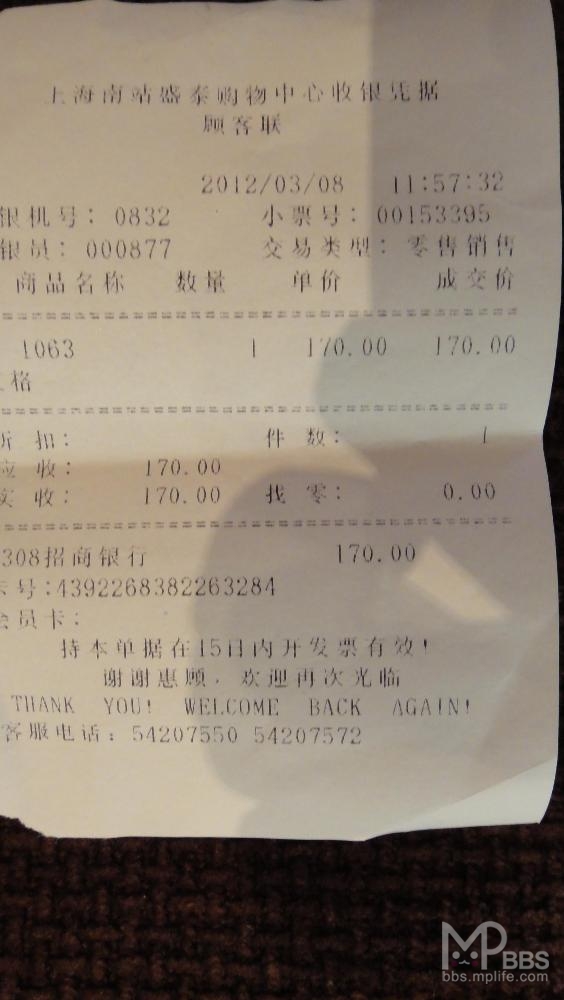 上海南站盛泰购物中心收银凭据
顾客联
2012/03/08 11:57:32
银机号: 0832 小票号: 00153395
银员: 000877 交易类型: 零售销售
商品名称 数量 单价 成交价
1063 1 170.00 170.00
格
折 扣: 件 数: 1
应 收: 170.00
实 收: 170.00 找 零: 0.00
308招商银行 170.00
卡号:4392268382263284
会员卡:
持本单据在15日内开发票有效!
谢谢惠顾, 欢迎再次光临
THANK YOU! WELCOME BACK AGAIN!
客服电话: 54207550 54207572
MP BBS
bbs.mplife.com